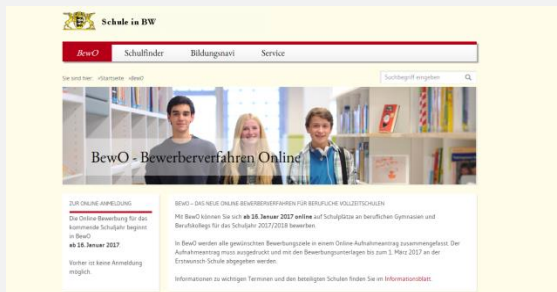 Schule in BW
BewO Schulfinder Bildungsnavi Service
Sie sind hier: »Startseite »BewO
Suchbegriff eingeben
BewO - Bewerberverfahren Online
ZUR ONLINE-ANMELDUNG
Die Online Bewerbung für das
kommende Schuljahr beginnt
in BewO
ab 16. Januar 2017.
Vorher ist keine Anmeldung
möglich.
BEWO – DAS NEUE ONLINE-BEWERBERVERFAHREN FÜR BERUFLICHE VOLLZEITSCHULEN
Mit BewO können Sie sich ab 16. Januar 2017 online auf Schulplätze an beruflichen Gymnasien und
Berufskollegs für das Schuljahr 2017/2018 bewerben.
In BewO werden alle gewünschten Bewerbungsziele in einem Online-Aufnahmeantrag zusammengefasst. Der
Aufnahmeantrag muss ausgedruckt und mit den Bewerbungsunterlagen bis zum 1. März 2017 an der
Erstwunsch-Schule abgegeben werden.
Informationen zu wichtigen Terminen und den beteiligten Schulen finden Sie im Informationsblatt.